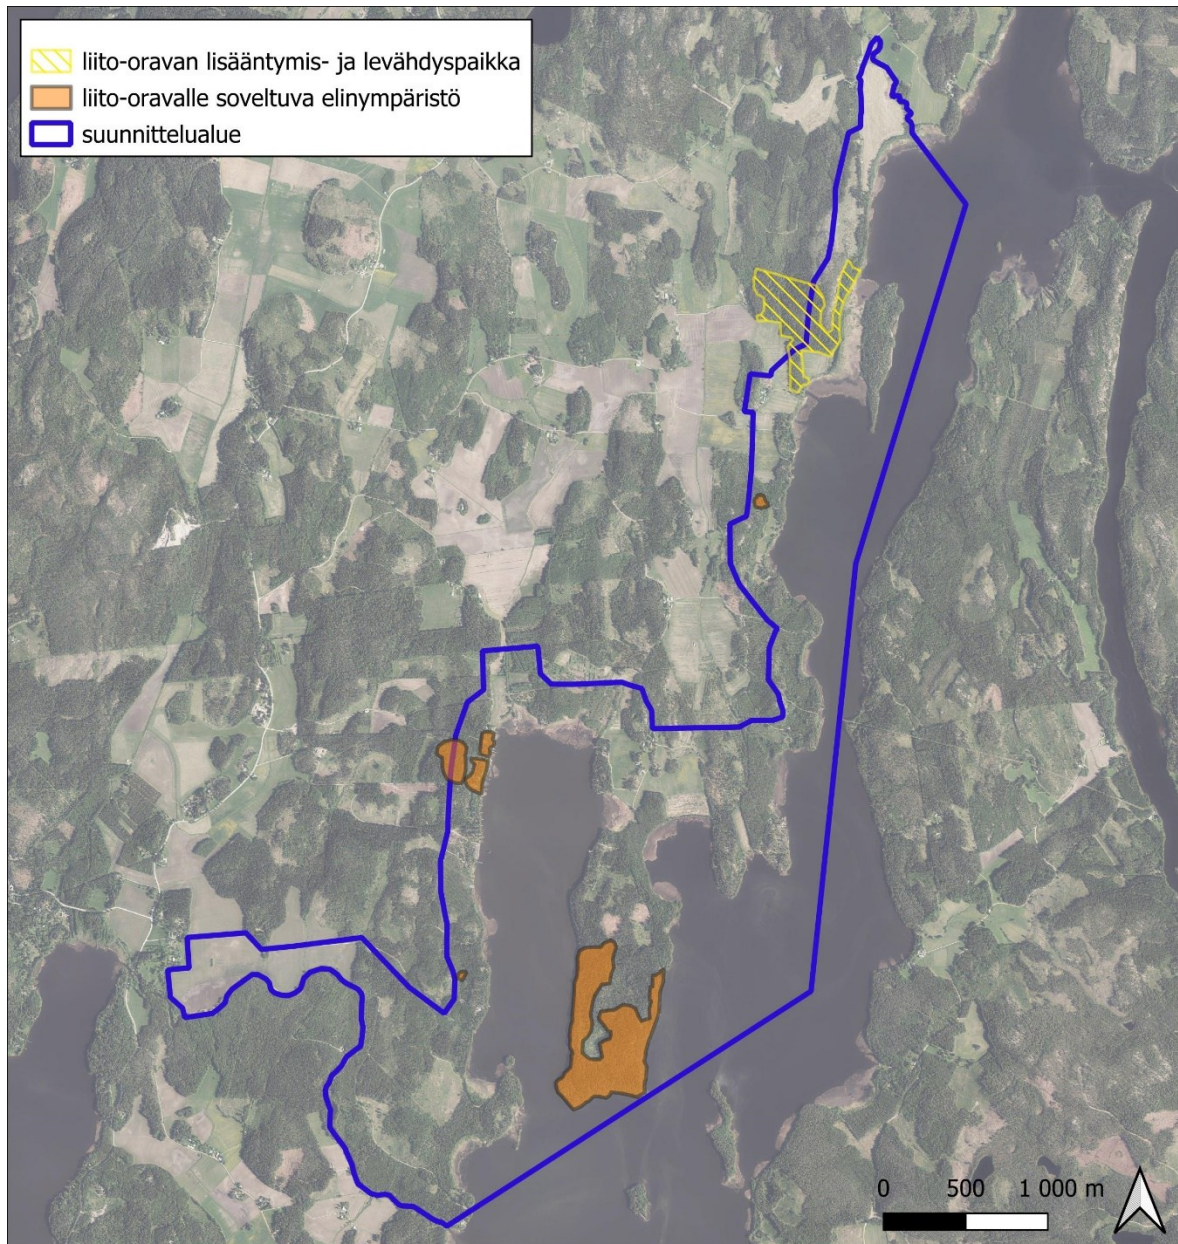 liito-oravan lisääntymis- ja levähdyspaikka
liito-oravalle soveltuva elinympäristö
suunnittelualue
0 500 1 000 m